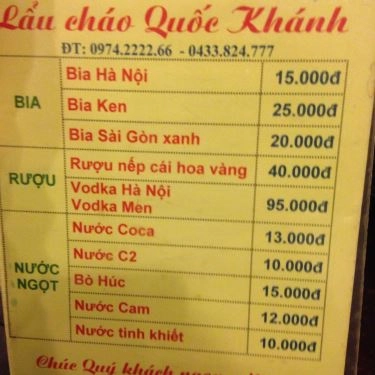 Lẩu cháo Quốc Khánh
ĐT: 0974.2222.66 - 0433.824.777
BIA
Bia Hà Nội 15.000đ
Bia Ken 25.000đ
Bia Sài Gòn xanh 20.000đ
RƯỢU
Rượu nếp cái hoa vàng 40.000đ
Vodka Hà Nội
Vodka Men 95.000đ
NƯỚC NGỌT
Nước Coca 13.000đ
Nước C2 10.000đ
Bò Húc 15.000đ
Nước Cam 12.000đ
Nước tinh khiết 10.000đ
Chúc Quý khách